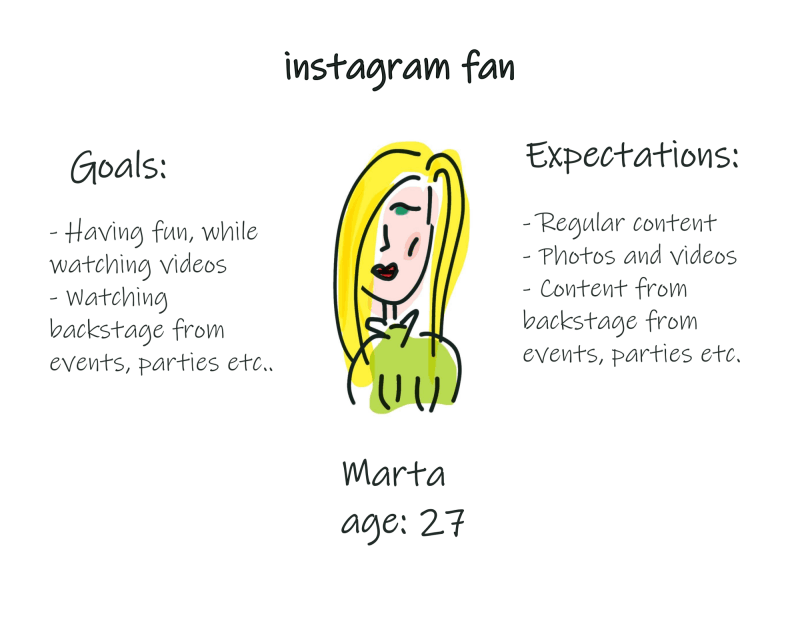 instagram fan
Goals:
- Having fun, while
watching videos
- Watching
backstage from
events, parties etc..
Expectations:
- Regular content
- Photos and videos
- Content from
backstage from
events, parties etc.
Marta
age: 27